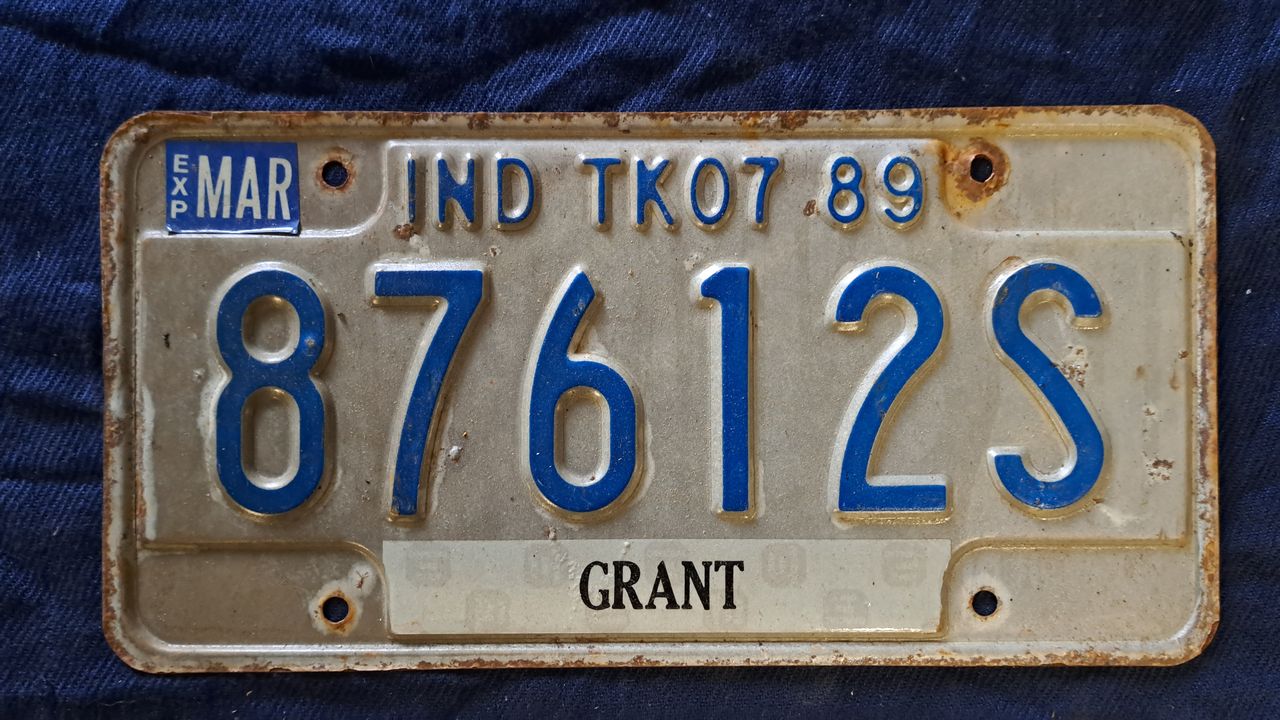 EXP MAR
IND TK07 89
87612S
GRANT